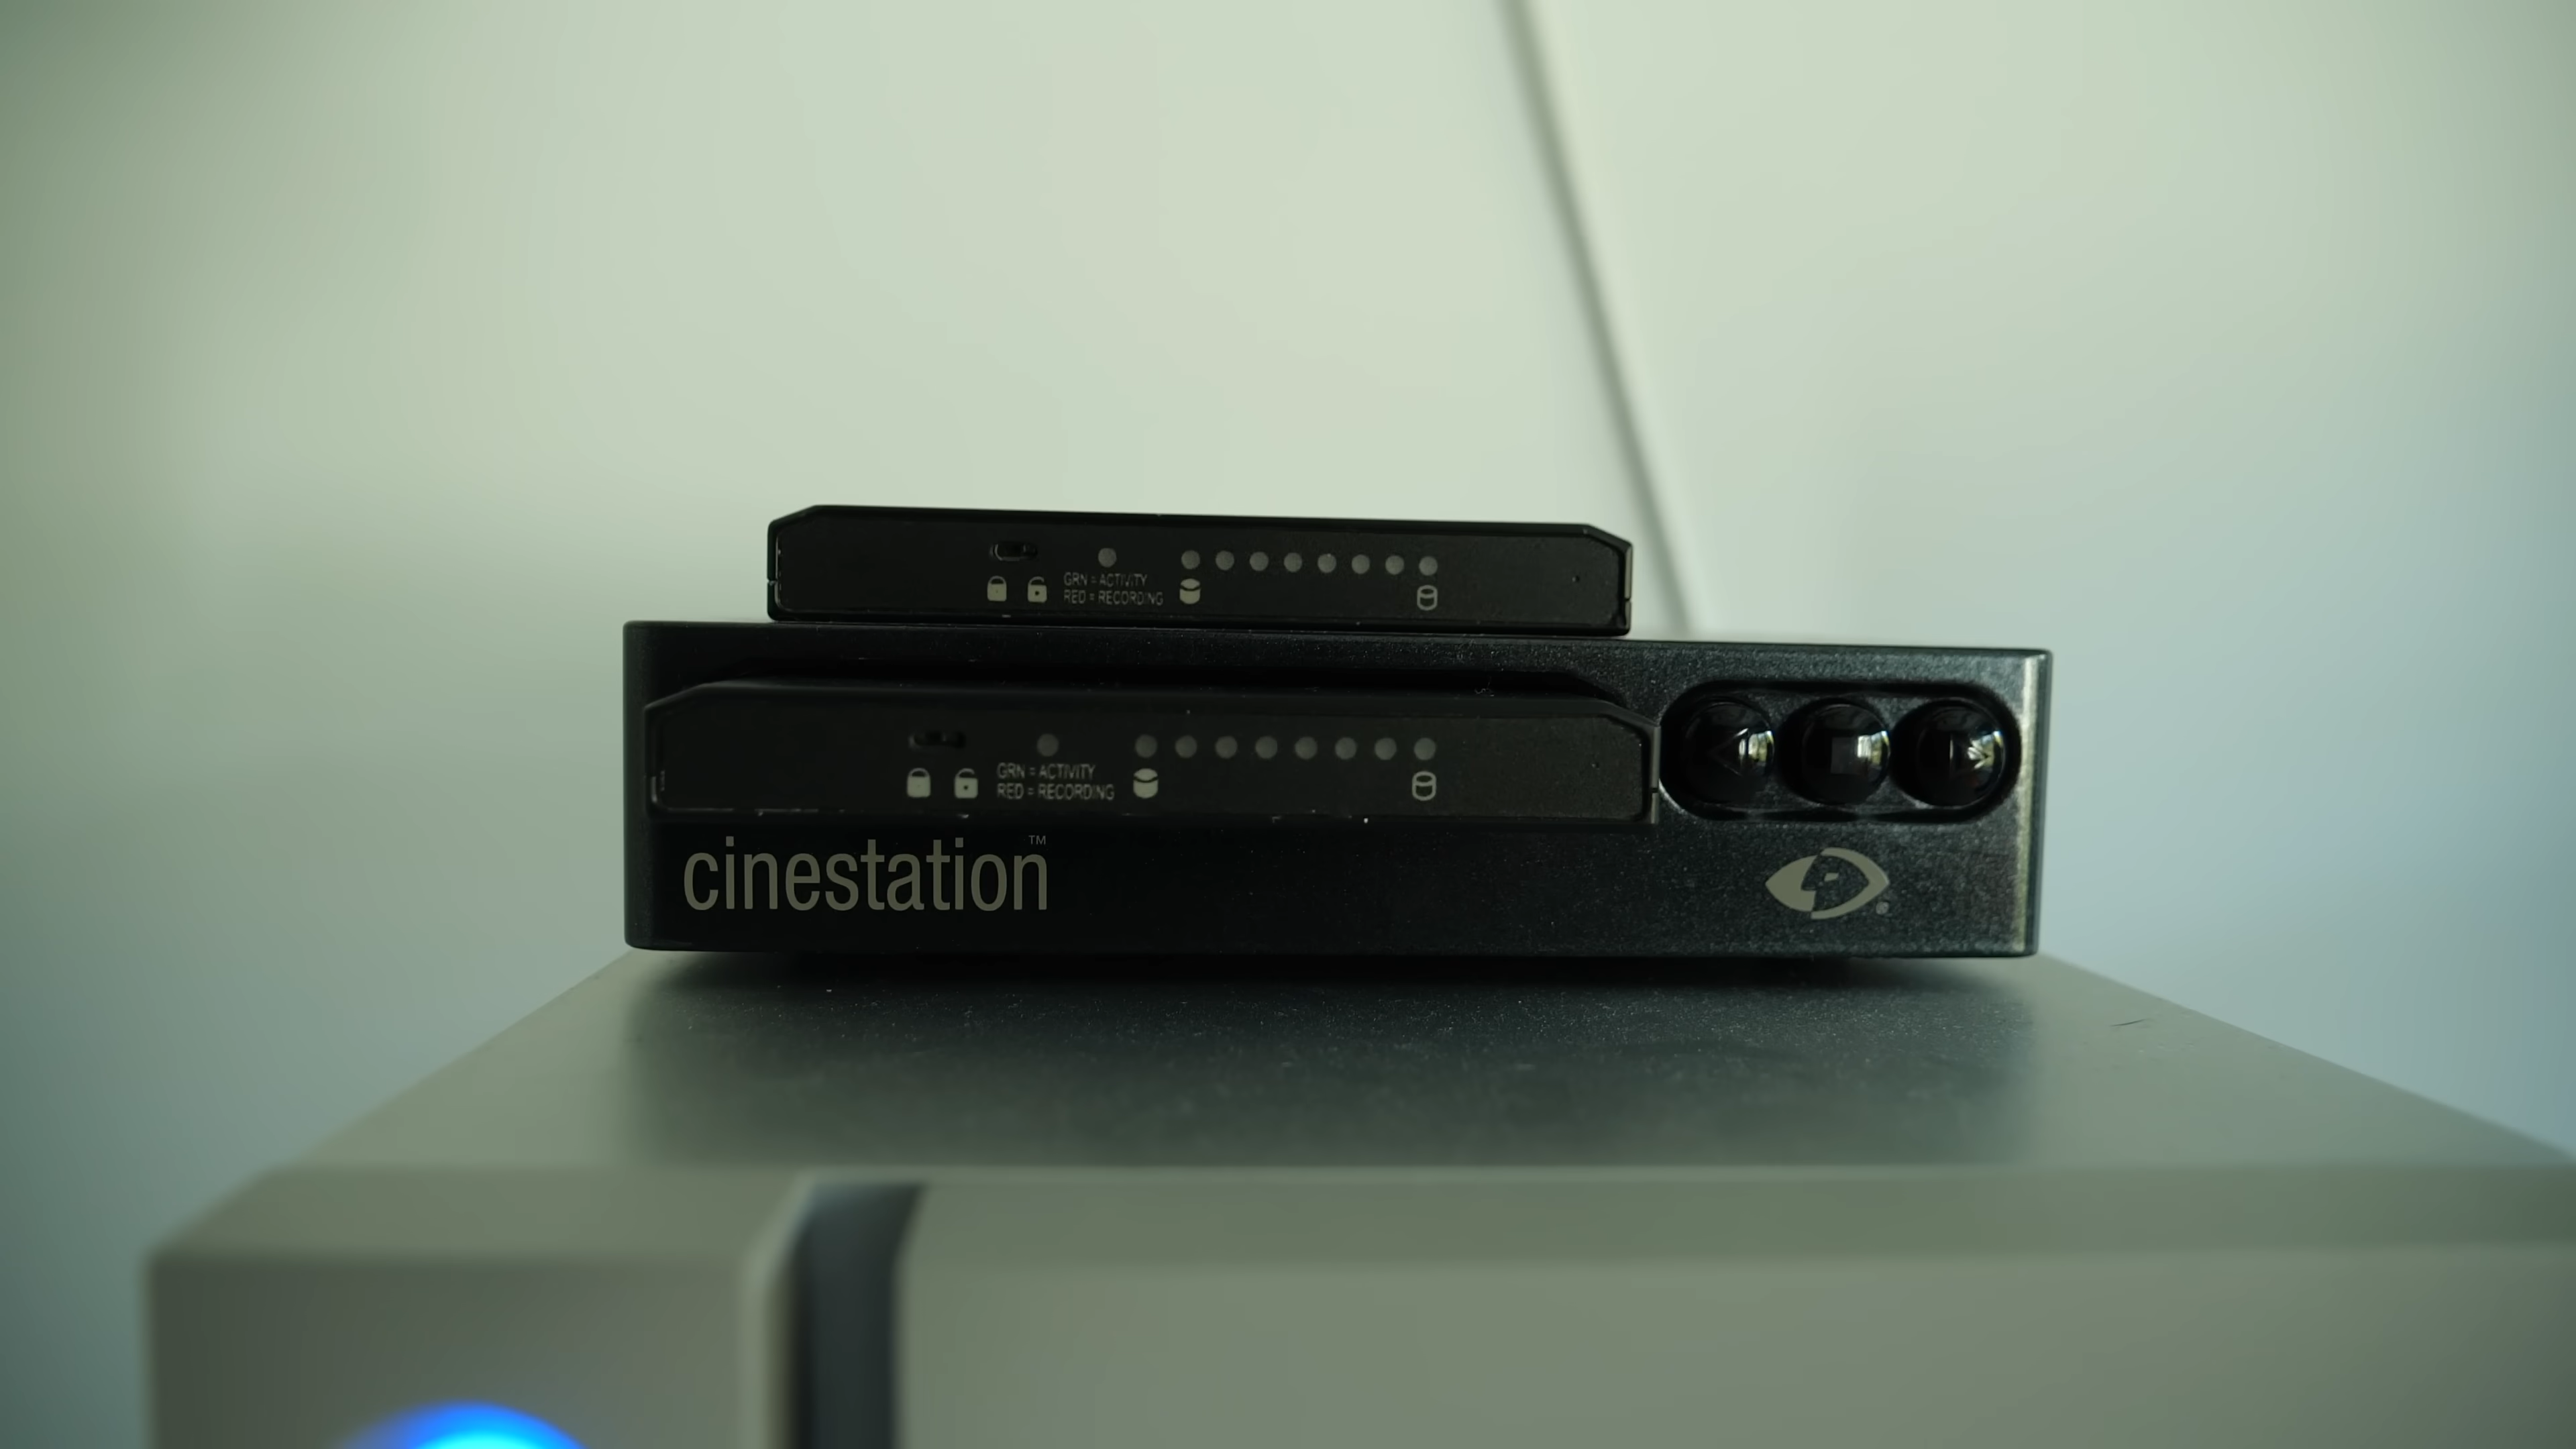 GRN = ACTIVITY
RED = RECORDING
GRN = ACTIVITY
RED = RECORDING
cinestation™
®